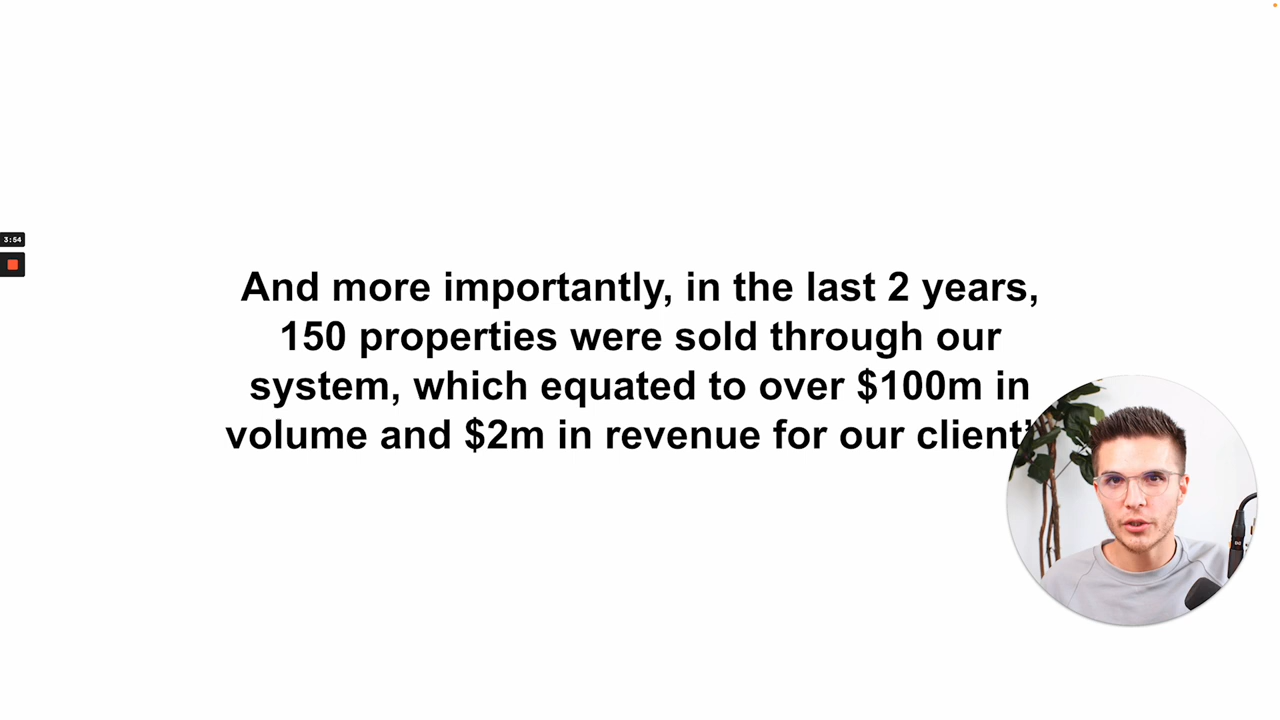 3:54
And more importantly, in the last 2 years,
150 properties were sold through our
system, which equated to over $100m in
volume and $2m in revenue for our client'